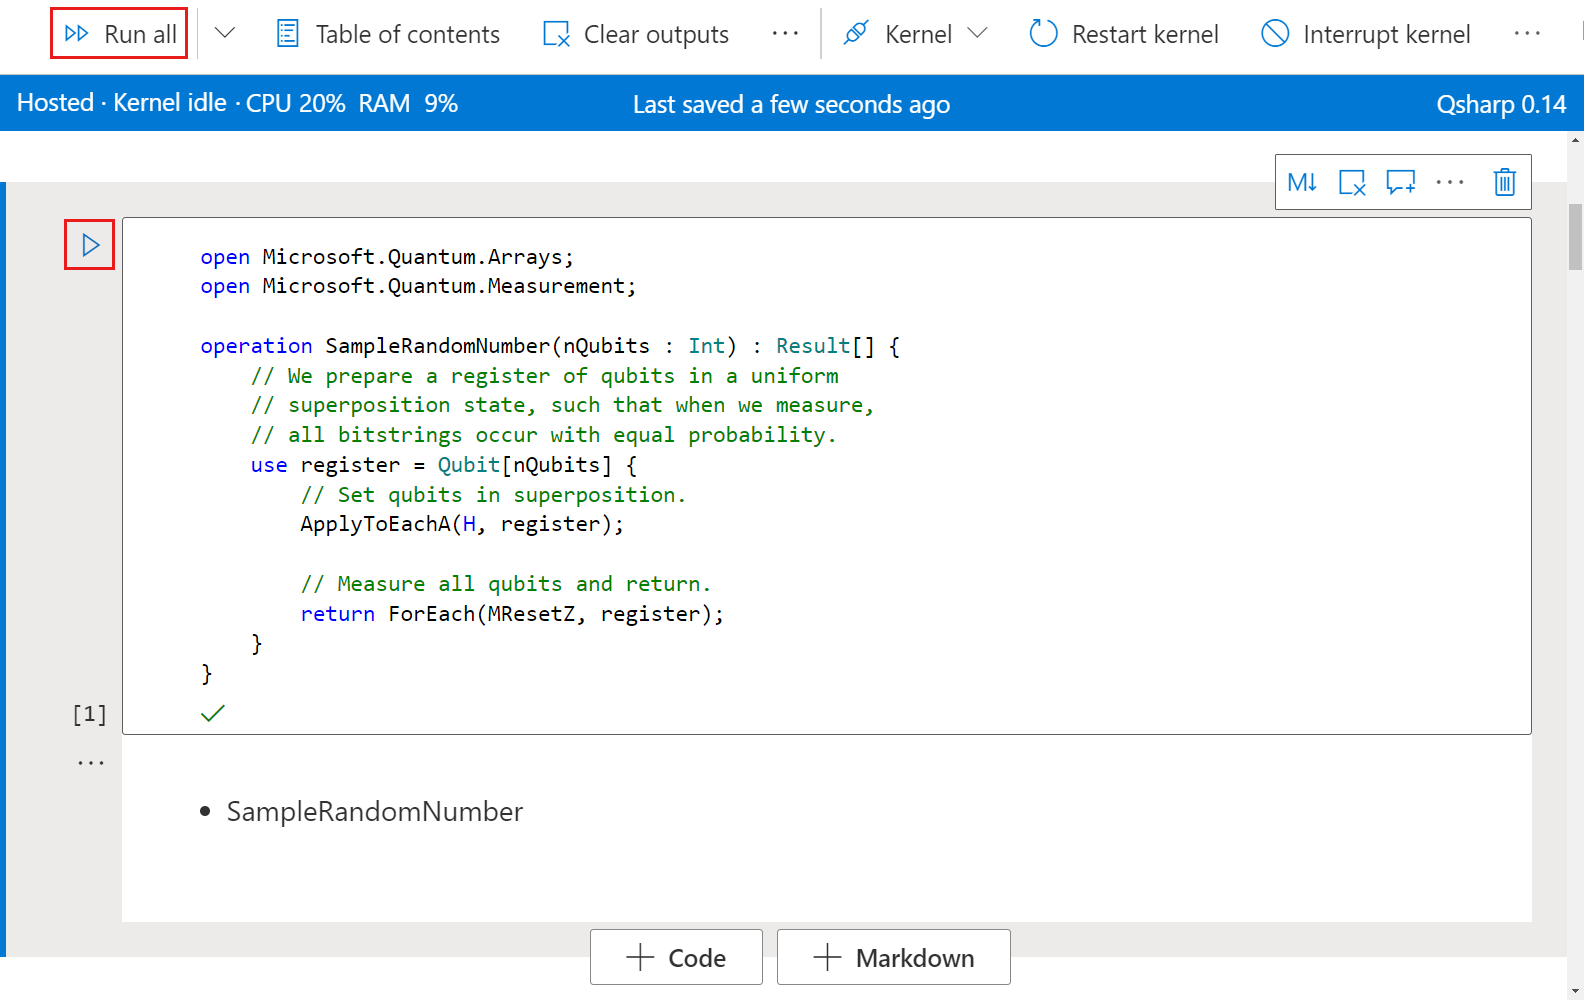 Run all Table of contents Clear outputs ... Kernel Restart kernel Interrupt kernel ...
Hosted · Kernel idle · CPU 20% RAM 9% Last saved a few seconds ago Qsharp 0.14
M↓ ...
open Microsoft.Quantum.Arrays;
open Microsoft.Quantum.Measurement;
operation SampleRandomNumber(nQubits : Int) : Result[] {
// We prepare a register of qubits in a uniform
// superposition state, such that when we measure,
// all bitstrings occur with equal probability.
use register = Qubit[nQubits] {
// Set qubits in superposition.
ApplyToEachA(H, register);
// Measure all qubits and return.
return ForEach(MResetZ, register);
}
}
[1]
...
• SampleRandomNumber
+ Code + Markdown